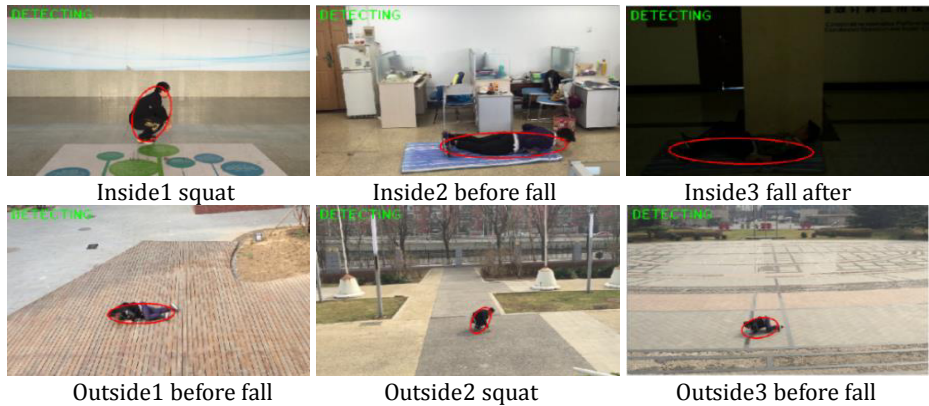 DETECTING
DETECTING
DETECTING
Inside1 squat
Inside2 before fall
Inside3 fall after
DETECTING
DETECTING
DETECTING
Outside1 before fall
Outside2 squat
Outside3 before fall